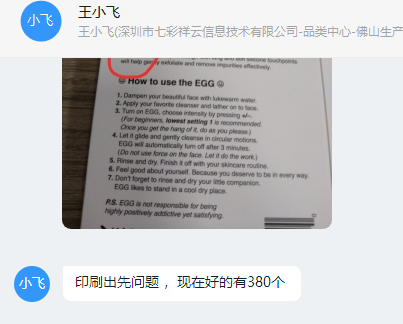 小飞
王小飞
王小飞(深圳市七彩祥云信息技术有限公司-品类中心-佛山生产
will help gently exfoliate and remove impurities effectively.
How to use the EGG
1. Dampen your beautiful face with lukewarm water.
2. Apply your favorite cleanser and lather on to face.
3. Turn on EGG, choose intensity by pressing +/-.
(For beginners, lowest setting 1 is recommended.
Once you get the hang of it, do as you please.)
4. Let it glide and gently cleanse in circular motions.
EGG will automatically turn off after 3 minutes.
(Do not use force on the face. Let it do the work.)
5. Rinse and dry. Finish it off with your skincare routine.
6. Feel good about yourself. Because you deserve to be in every way.
7. Don't forget to rinse and dry your little companion.
EGG likes to stand in a cool dry place.
P.S. EGG is not responsible for being
highly positively addictive yet satisfying.
小飞
印刷出先问题 ，现在好的有380个